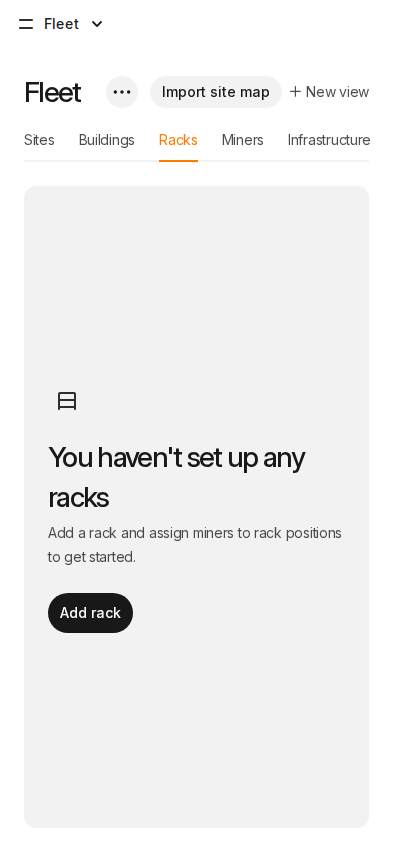 Fleet
Fleet
Import site map
New view
Sites Buildings Racks Miners Infrastructure
You haven't set up any
racks
Add a rack and assign miners to rack positions
to get started.
Add rack